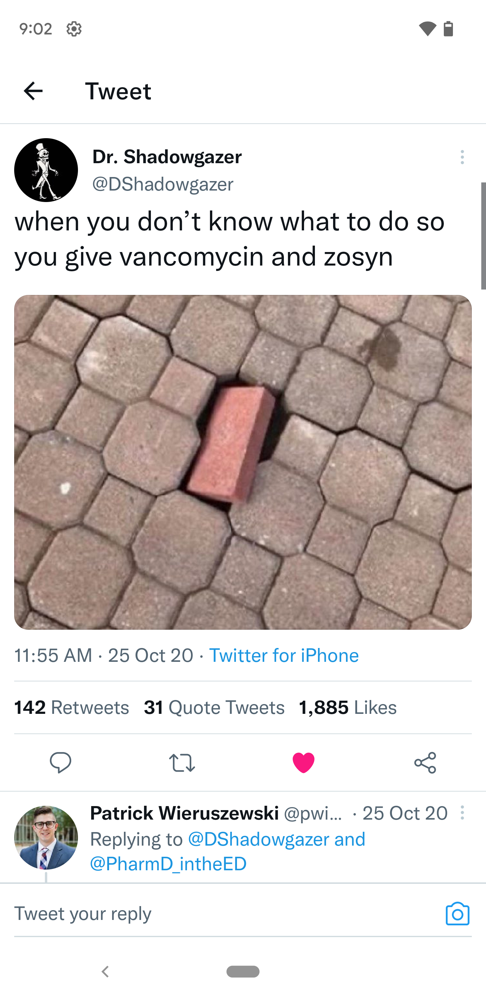 9:02
Tweet
Dr. Shadowgazer
@DShadowgazer
when you don’t know what to do so
you give vancomycin and zosyn
11:55 AM · 25 Oct 20 · Twitter for iPhone
142 Retweets 31 Quote Tweets 1,885 Likes
Patrick Wieruszewski @pwi... · 25 Oct 20
Replying to @DShadowgazer and
@PharmD_intheED
Tweet your reply